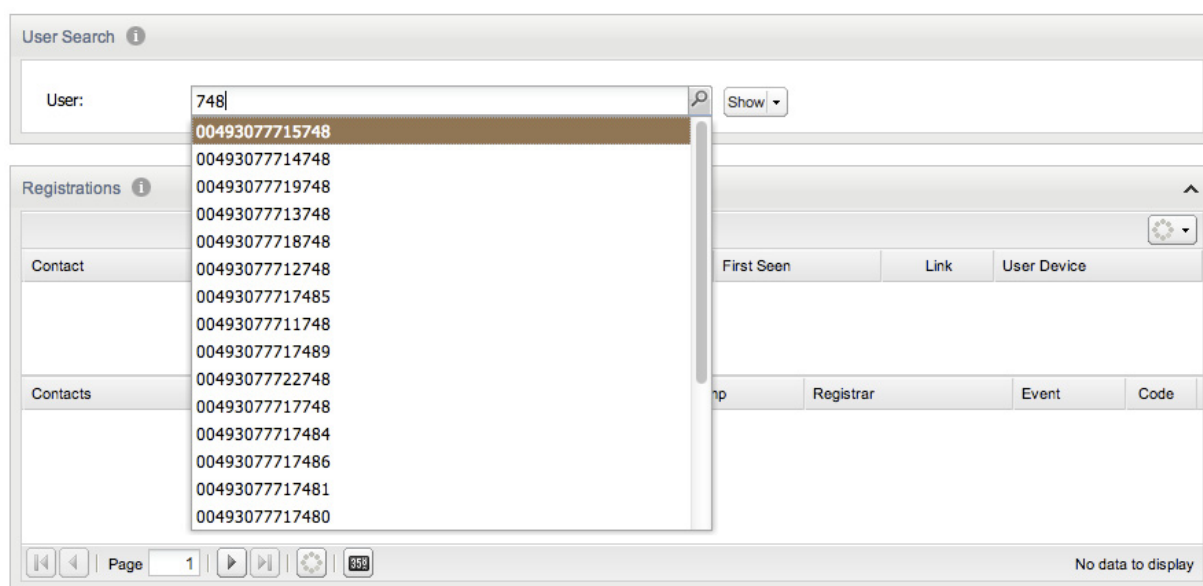 User Search
User: 748 Show
00493077715748
00493077714748
00493077719748
Registrations
00493077713748
00493077718748
Contact 00493077712748 First Seen Link User Device
00493077717485
00493077711748
00493077717489
Contacts 00493077722748 mp Registrar Event Code
00493077717748
00493077717484
00493077717486
00493077717481
00493077717480
Page 1 No data to display